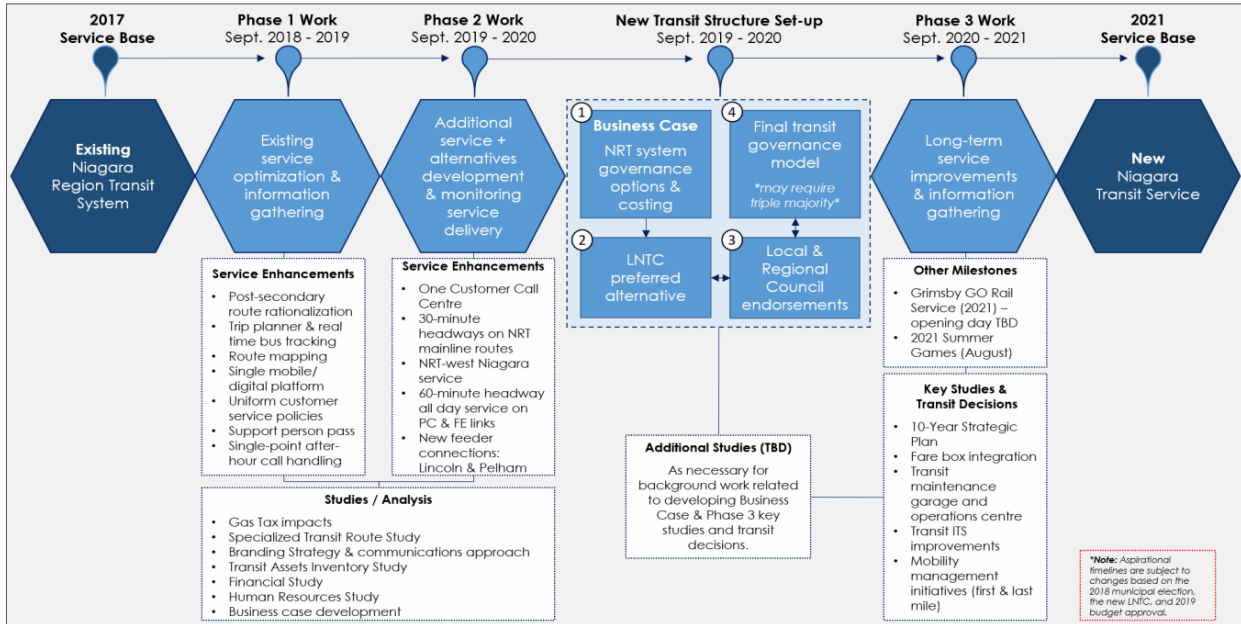 2017
Service Base
Phase 1 Work
Sept. 2018 - 2019
Phase 2 Work
Sept. 2019 - 2020
New Transit Structure Set-up
Sept. 2019 - 2020
Phase 3 Work
Sept. 2020 - 2021
2021
Service Base
Existing
Niagara
Region Transit
System
Existing
service
optimization &
information
gathering
Additional
service +
alternatives
development
& monitoring
service
delivery
1
Business Case
NRT system
governance
options &
costing
4
Final transit
governance
model
*may require
triple majority*
2
LNTC
preferred
alternative
3
Local &
Regional
Council
endorsements
Long-term
service
improvements
& information
gathering
New
Niagara
Transit Service
Service Enhancements
• Post-secondary
route rationalization
• Trip planner & real
time bus tracking
• Route mapping
• Single mobile/
digital platform
• Uniform customer
service policies
• Support person pass
• Single-point after-
hour call handling
Service Enhancements
• One Customer Call
Centre
• 30-minute
headways on NRT
mainline routes
• NRT-west Niagara
service
• 60-minute headway
all day service on
PC & FE links
• New feeder
connections:
Lincoln & Pelham
Studies / Analysis
• Gas Tax impacts
• Specialized Transit Route Study
• Branding Strategy & communications approach
• Transit Assets Inventory Study
• Financial Study
• Human Resources Study
• Business case development
Additional Studies (TBD)
As necessary for
background work related
to developing Business
Case & Phase 3 key
studies and transit
decisions.
Other Milestones
• Grimsby GO Rail
Service (2021) –
opening day TBD
• 2021 Summer
Games (August)
Key Studies &
Transit Decisions
• 10-Year Strategic
Plan
• Fare box integration
• Transit
maintenance
garage and
operations centre
• Transit ITS
improvements
• Mobility
management
initiatives (first & last
mile)
*Note: Aspirational
timelines are subject to
changes based on the
2018 municipal election,
the new LNTC, and 2019
budget approval.